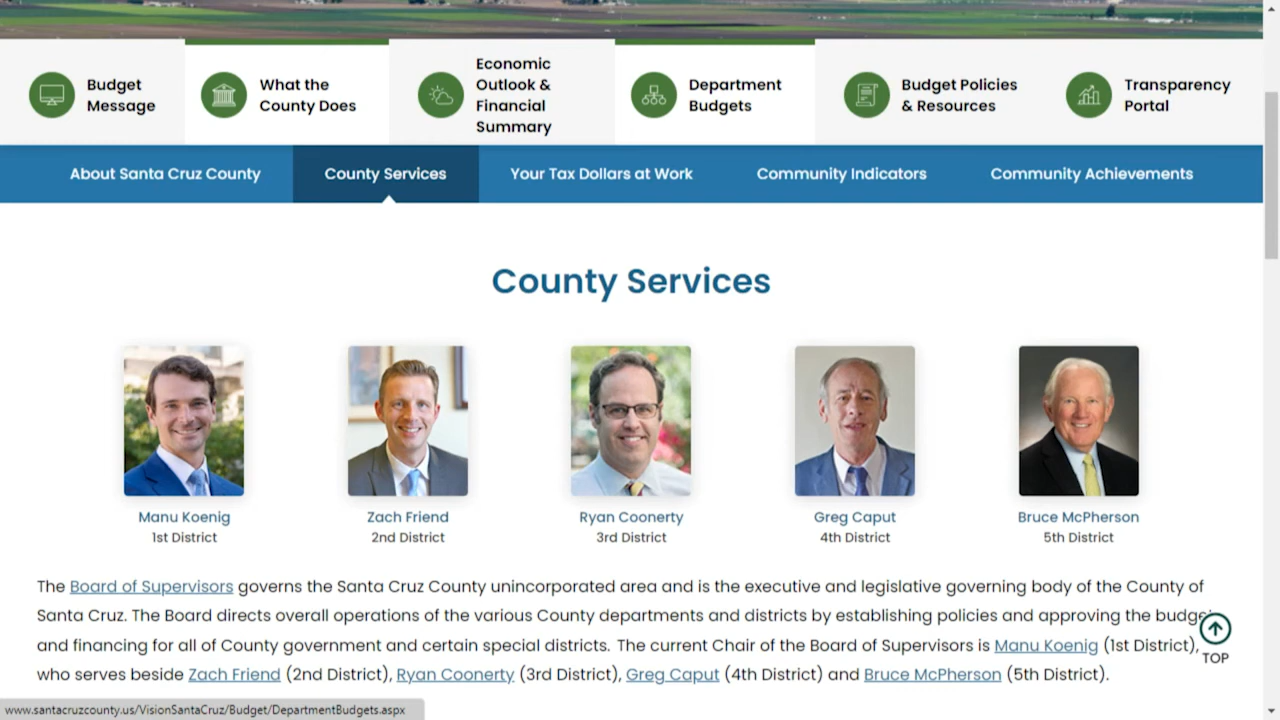 Budget Message
What the County Does
Economic Outlook & Financial Summary
Department Budgets
Budget Policies & Resources
Transparency Portal
About Santa Cruz County
County Services
Your Tax Dollars at Work
Community Indicators
Community Achievements
County Services
Manu Koenig
1st District
Zach Friend
2nd District
Ryan Coonerty
3rd District
Greg Caput
4th District
Bruce McPherson
5th District
The Board of Supervisors governs the Santa Cruz County unincorporated area and is the executive and legislative governing body of the County of
Santa Cruz. The Board directs overall operations of the various County departments and districts by establishing policies and approving the budget
and financing for all of County government and certain special districts. The current Chair of the Board of Supervisors is Manu Koenig (1st District),
who serves beside Zach Friend (2nd District), Ryan Coonerty (3rd District), Greg Caput (4th District) and Bruce McPherson (5th District).
TOP
www.santacruzcounty.us/VisionSantaCruz/Budget/DepartmentBudgets.aspx